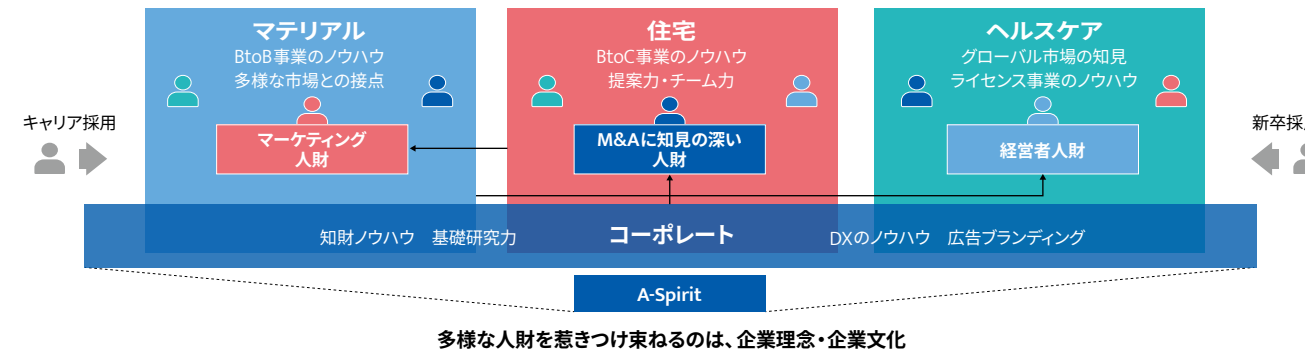 マテリアル
BtoB事業のノウハウ
多様な市場との接点
マーケティング
人財
住宅
BtoC事業のノウハウ
提案力・チーム力
M&Aに知見の深い
人財
ヘルスケア
グローバル市場の知見
ライセンス事業のノウハウ
経営者人財
キャリア採用
新卒採
知財ノウハウ 基礎研究力 コーポレート DXのノウハウ 広告ブランディング
A-Spirit
多様な人財を惹きつけ束ねるのは、企業理念・企業文化